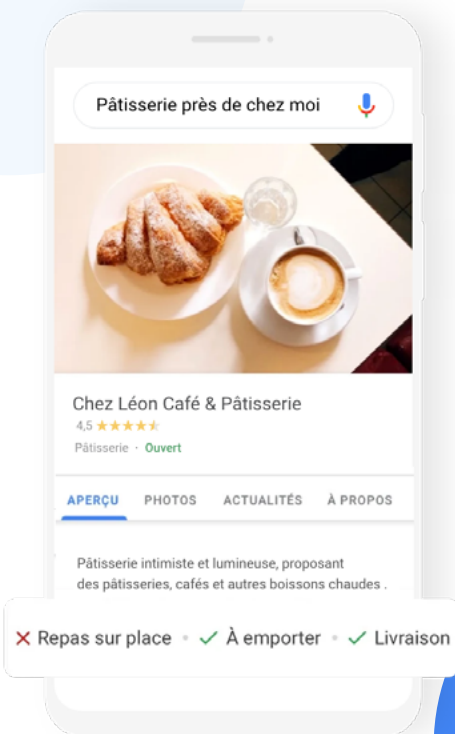 Pâtisserie près de chez moi
Chez Léon Café & Pâtisserie
4,5
Pâtisserie · Ouvert
APERÇU PHOTOS ACTUALITÉS À PROPOS
Pâtisserie intimiste et lumineuse, proposant
des pâtisseries, cafés et autres boissons chaudes .
Repas sur place · À emporter · Livraison